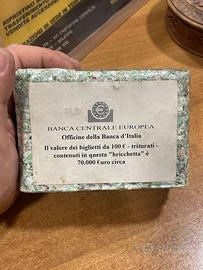 BANCA CENTRALE EUROPEA
Officine della Banca d'Italia
Il valore dei biglietti da 100 € - triturati -
contenuti in questa "bricchetta" è
70.000 €uro circa